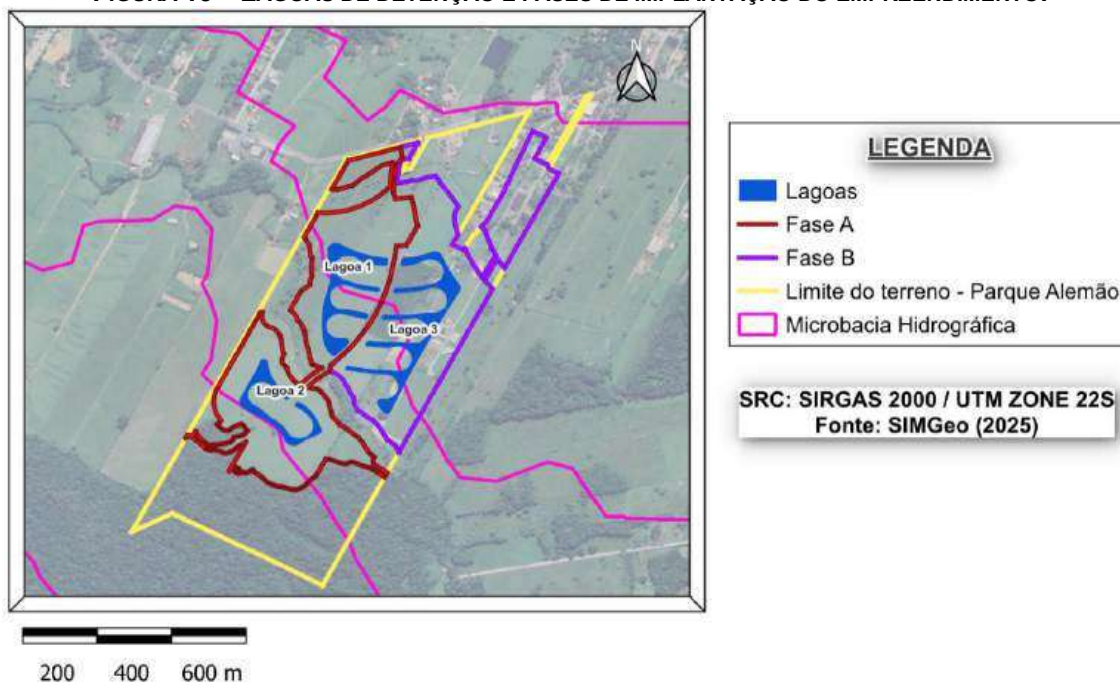 N
Lagoa 1
Lagoa 3
Lagoa 2
LEGENDA
Lagoas
Fase A
Fase B
Limite do terreno - Parque Alemão
Microbacia Hidrográfica
SRC: SIRGAS 2000 / UTM ZONE 22S
Fonte: SIMGeo (2025)
200 400 600 m